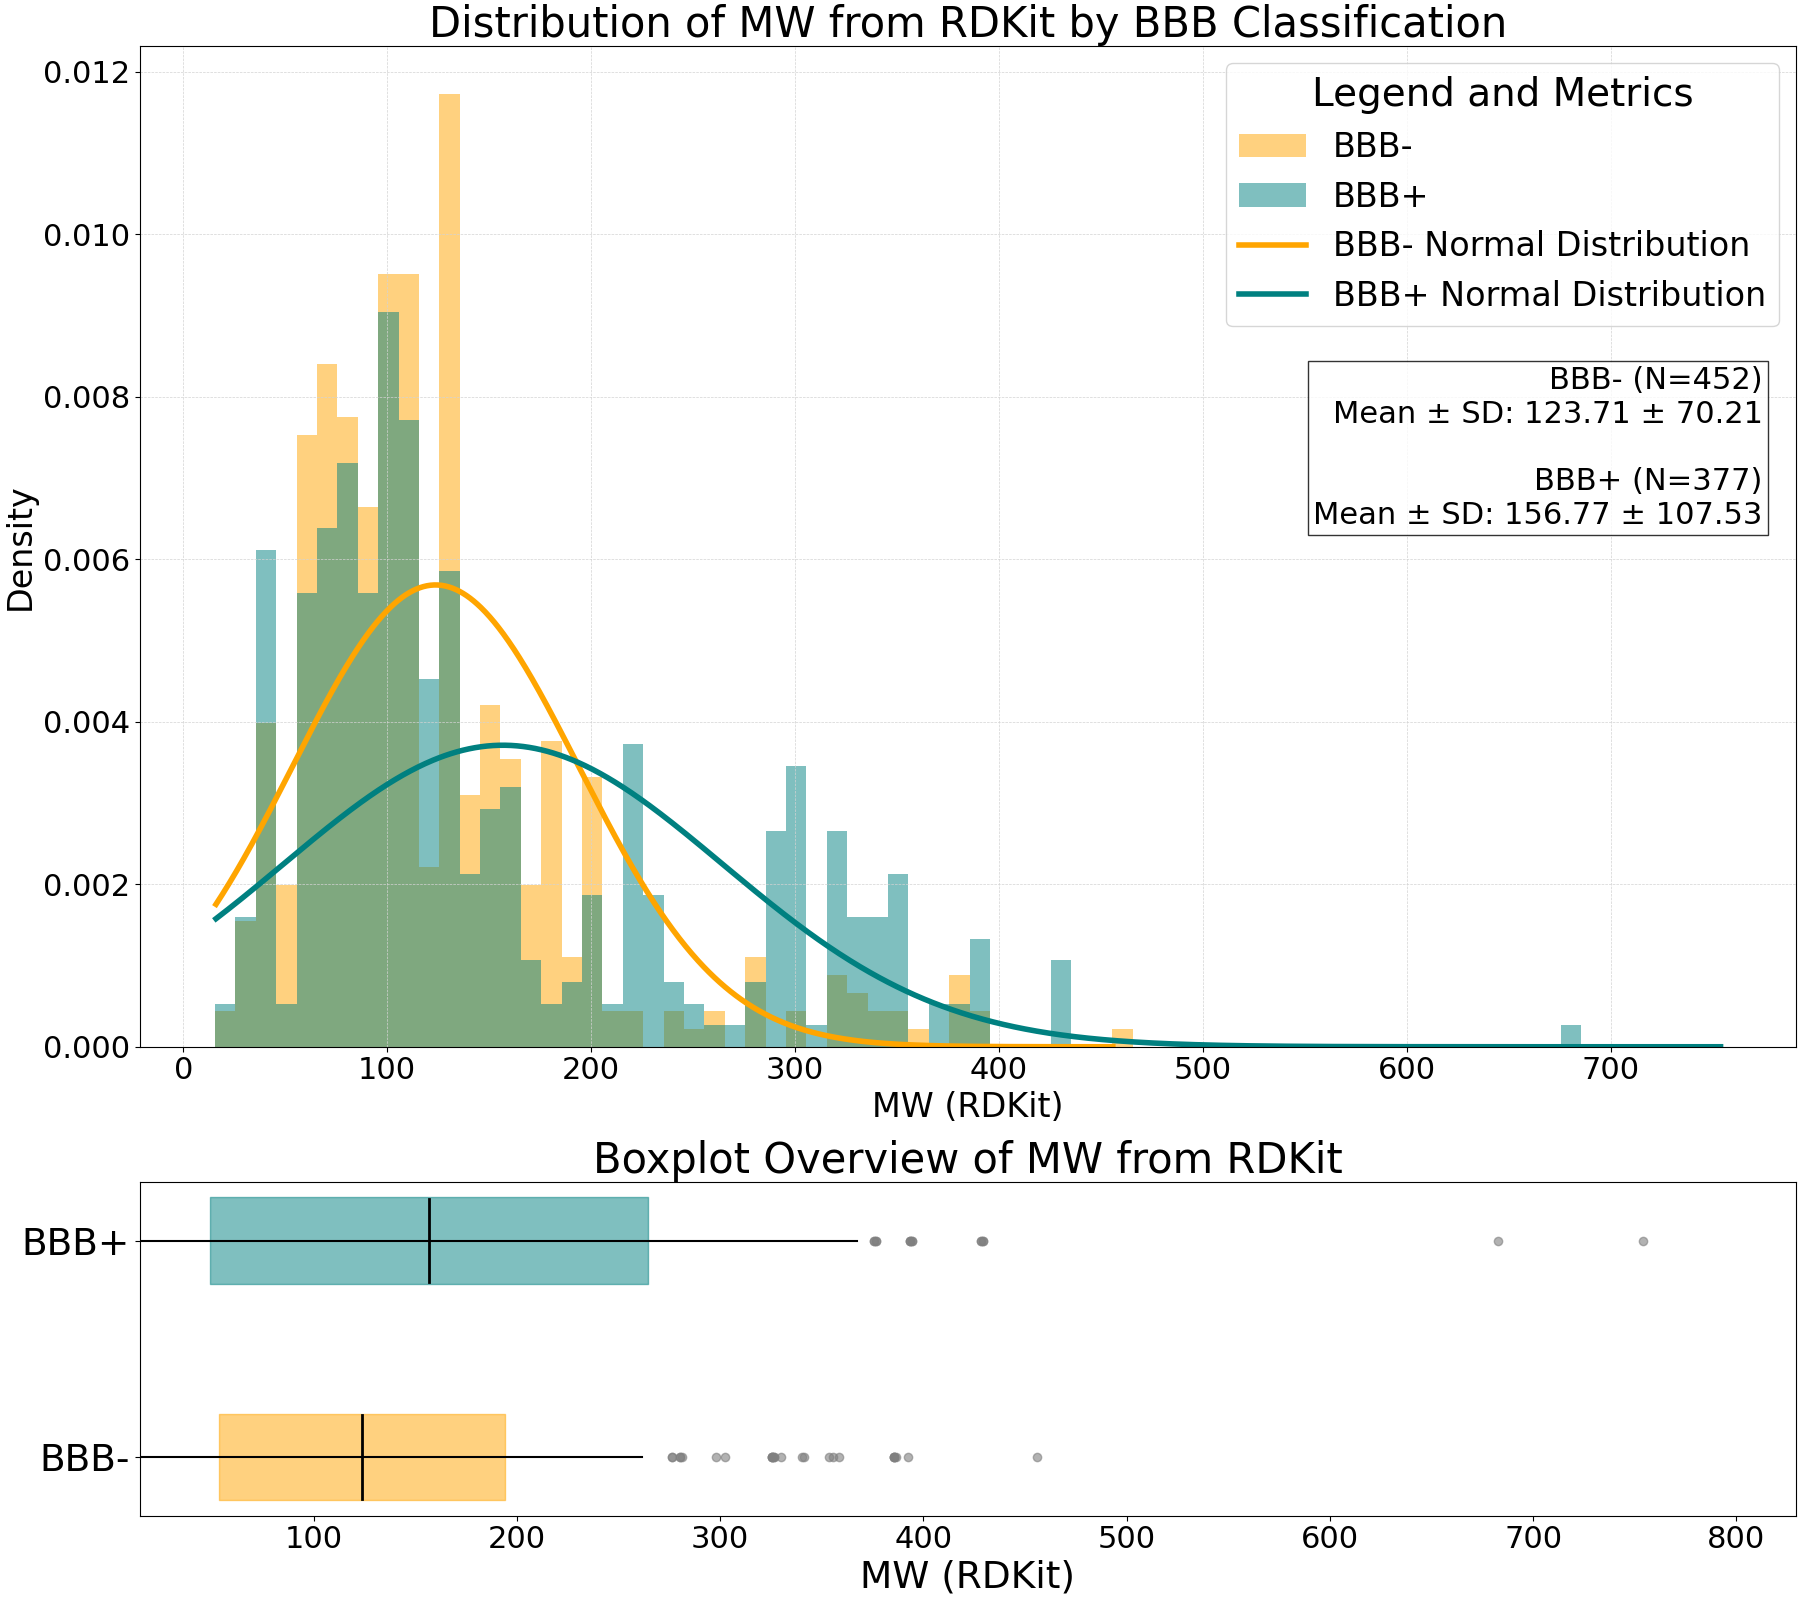 Distribution of MW from RDKit by BBB Classification
Legend and Metrics
BBB-
BBB+
BBB- Normal Distribution
BBB+ Normal Distribution
BBB- (N=452)
Mean ± SD: 123.71 ± 70.21
BBB+ (N=377)
Mean ± SD: 156.77 ± 107.53
Density
0.012
0.010
0.008
0.006
0.004
0.002
0.000
0 100 200 300 400 500 600 700
MW (RDKit)
Boxplot Overview of MW from RDKit
BBB+
BBB-
100 200 300 400 500 600 700 800
MW (RDKit)